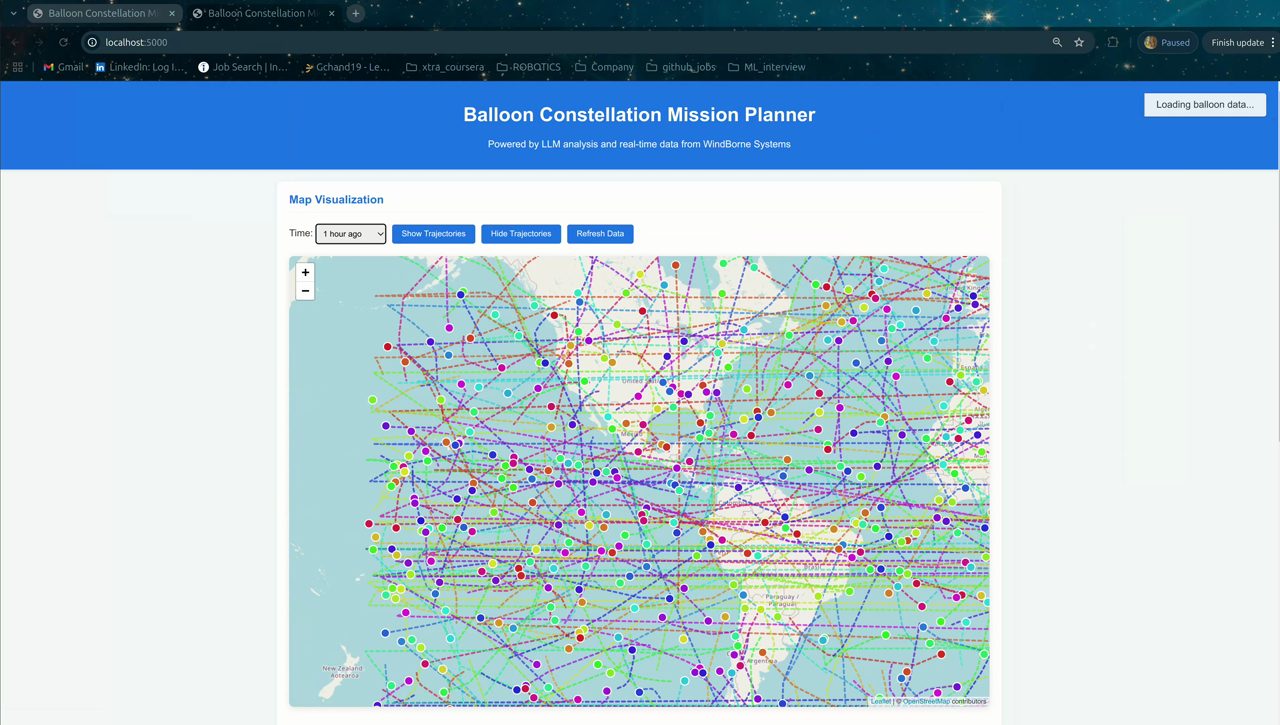 Balloon Constellation Mi
Balloon Constellation M
localhost:5000
Paused
Finish update
Gmail
LinkedIn: Log I...
Job Search | In...
Gchand19 - Le...
xtra_coursera
ROBOTICS
Company
github_jobs
ML_interview
Balloon Constellation Mission Planner
Loading balloon data...
Powered by LLM analysis and real-time data from WindBorne Systems
Map Visualization
Time: 1 hour ago
Show Trajectories
Hide Trajectories
Refresh Data
+
−
Paraguay /
Paraguái
Argentina
New Zealand
Aotearoa
Leaflet | © OpenStreetMap contributors